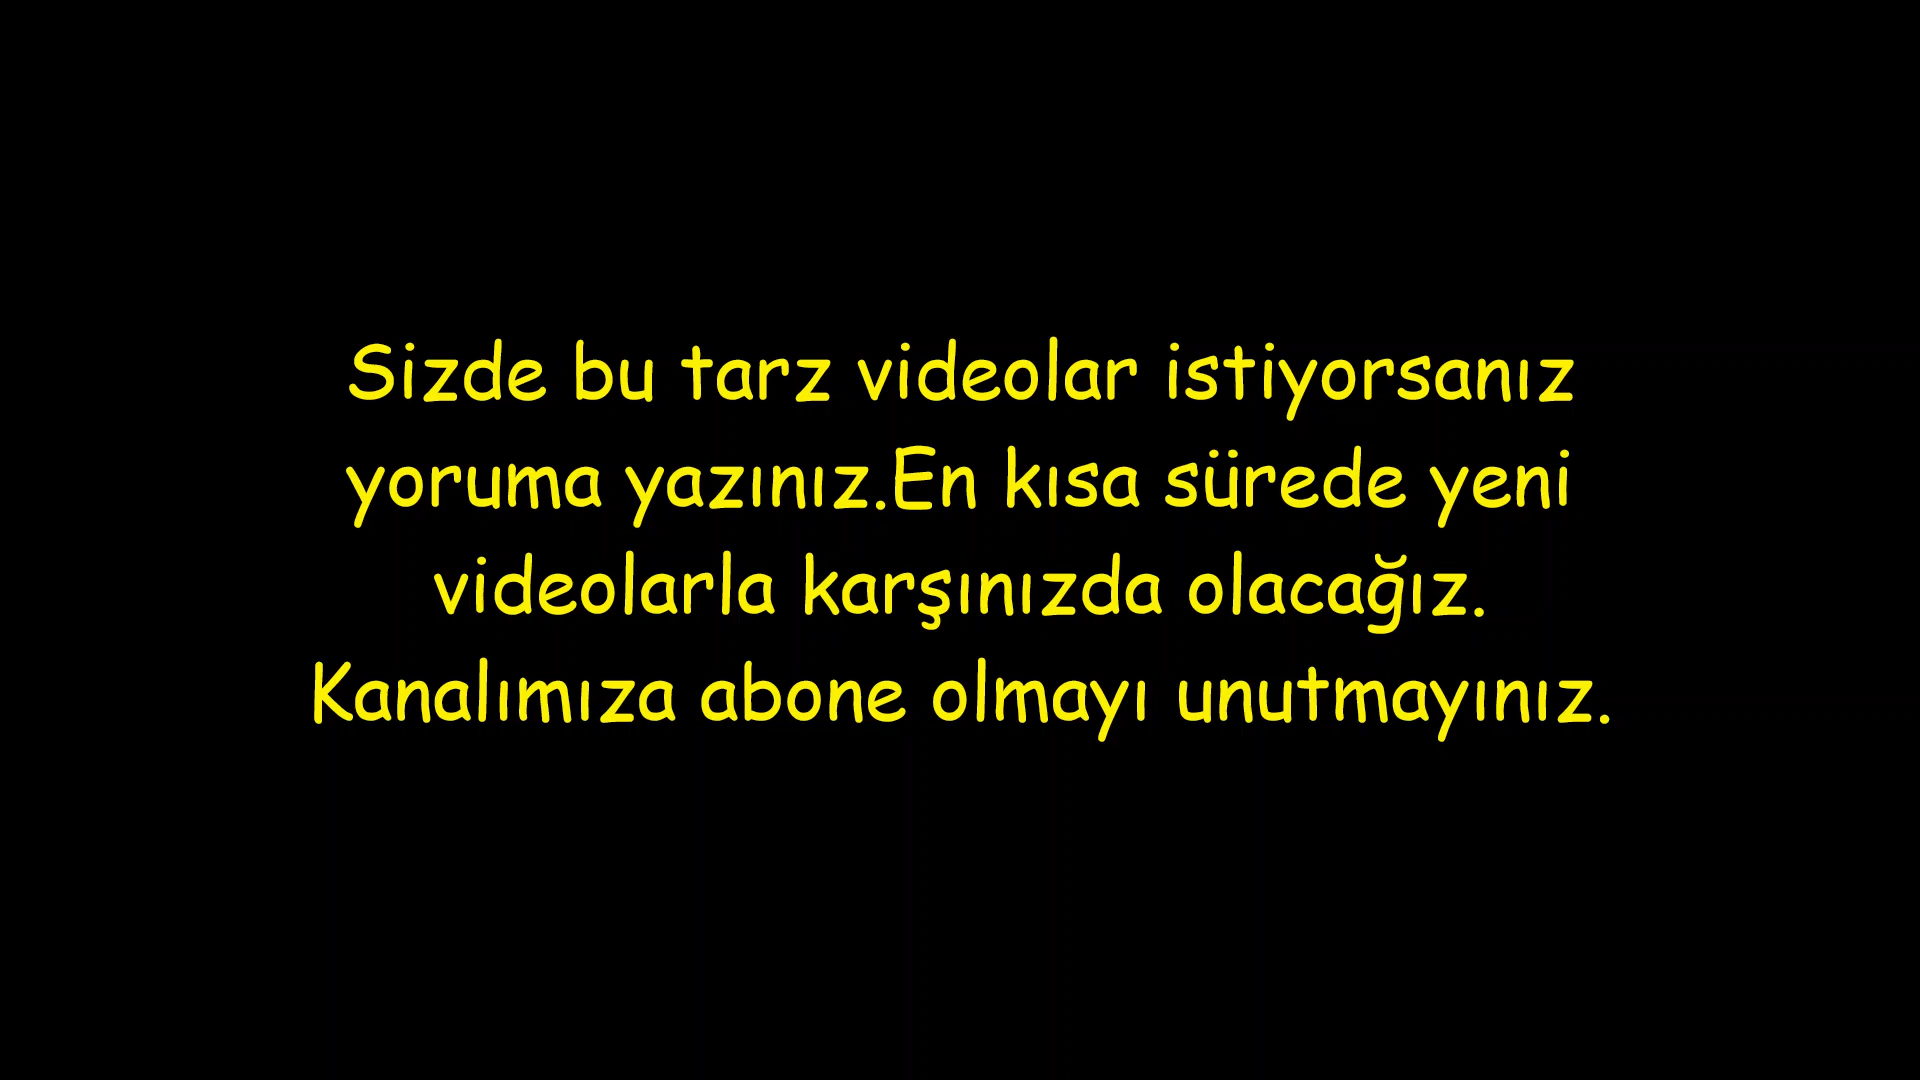 Sizde bu tarz videolar istiyorsanız
yoruma yazınız.En kısa sürede yeni
videolarla karşınızda olacağız.
Kanalımıza abone olmayı unutmayınız.